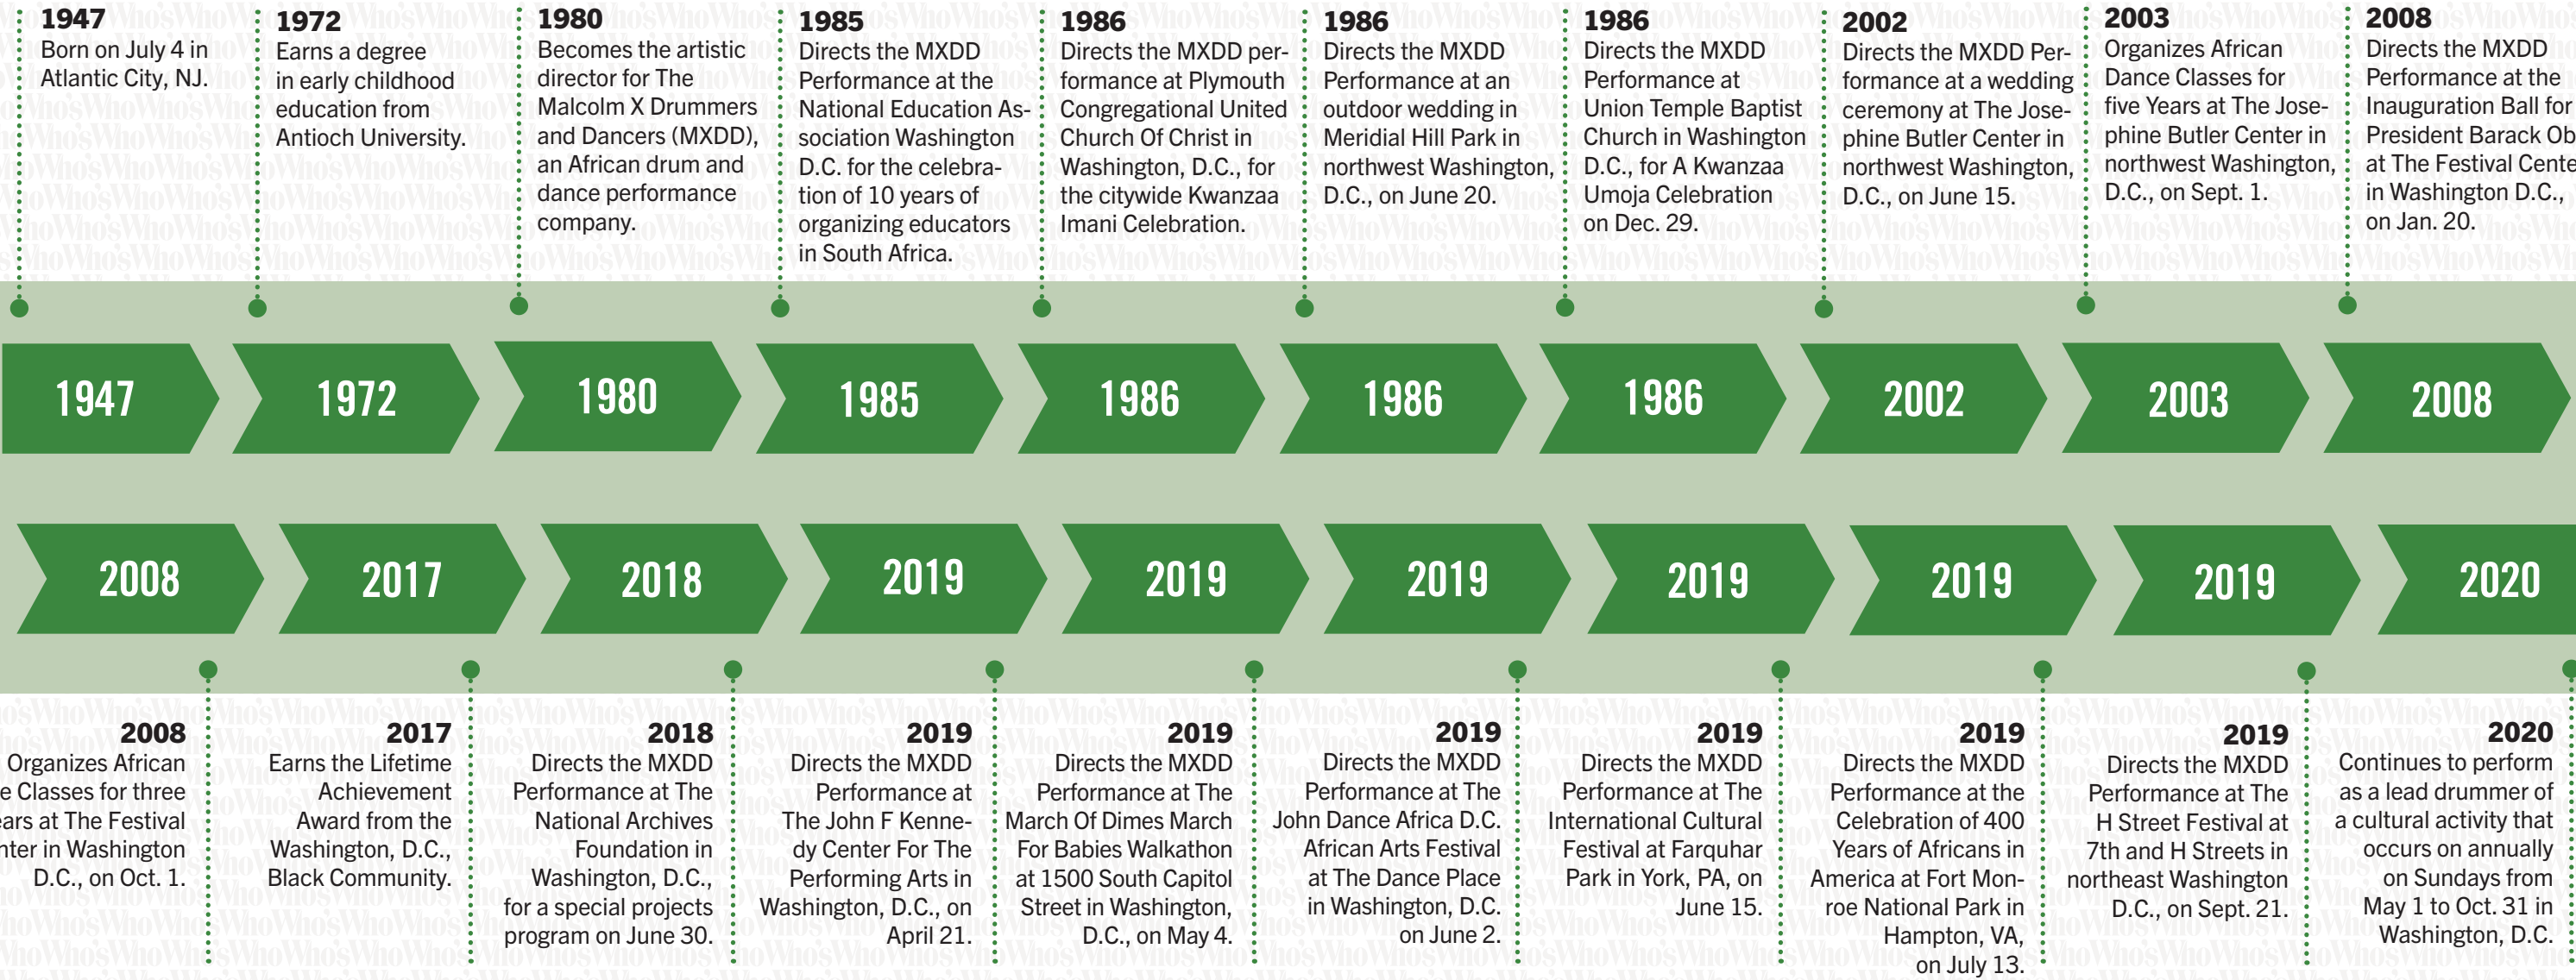 1947
Born on July 4 in
Atlantic City, NJ.
1972
Earns a degree
in early childhood
education from
Antioch University.
1980
Becomes the artistic
director for The
Malcolm X Drummers
and Dancers (MXDD),
an African drum and
dance performance
company.
1985
Directs the MXDD
Performance at the
National Education As-
sociation Washington
D.C. for the celebra-
tion of 10 years of
organizing educators
in South Africa.
1986
Directs the MXDD per-
formance at Plymouth
Congregational United
Church Of Christ in
Washington, D.C., for
the citywide Kwanzaa
Imani Celebration.
1986
Directs the MXDD
Performance at an
outdoor wedding in
Meridial Hill Park in
northwest Washington,
D.C., on June 20.
1986
Directs the MXDD
Performance at
Union Temple Baptist
Church in Washington
D.C., for A Kwanzaa
Umoja Celebration
on Dec. 29.
2002
Directs the MXDD Per-
formance at a wedding
ceremony at The Jose-
phine Butler Center in
northwest Washington,
D.C., on June 15.
2003
Organizes African
Dance Classes for
five Years at The Jose-
phine Butler Center in
northwest Washington,
D.C., on Sept. 1.
2008
Directs the MXDD
Performance at the
Inauguration Ball for
President Barack Ob
at The Festival Cente
in Washington D.C.,
on Jan. 20.
1947
1972
1980
1985
1986
1986
1986
2002
2003
2008
2008
2017
2018
2019
2019
2019
2019
2019
2019
2020
2008
Organizes African
e Classes for three
ears at The Festival
nter in Washington
D.C., on Oct. 1.
2017
Earns the Lifetime
Achievement
Award from the
Washington, D.C.,
Black Community.
2018
Directs the MXDD
Performance at The
National Archives
Foundation in
Washington, D.C.,
for a special projects
program on June 30.
2019
Directs the MXDD
Performance at
The John F Kenne-
dy Center For The
Performing Arts in
Washington, D.C., on
April 21.
2019
Directs the MXDD
Performance at The
March Of Dimes March
For Babies Walkathon
at 1500 South Capitol
Street in Washington,
D.C., on May 4.
2019
Directs the MXDD
Performance at The
John Dance Africa D.C.
African Arts Festival
at The Dance Place
in Washington, D.C.
on June 2.
2019
Directs the MXDD
Performance at The
International Cultural
Festival at Farquhar
Park in York, PA, on
June 15.
2019
Directs the MXDD
Performance at the
Celebration of 400
Years of Africans in
America at Fort Mon-
roe National Park in
Hampton, VA,
on July 13.
2019
Directs the MXDD
Performance at The
H Street Festival at
7th and H Streets in
northeast Washington
D.C., on Sept. 21.
2020
Continues to perform
as a lead drummer of
a cultural activity that
occurs on annually
on Sundays from
May 1 to Oct. 31 in
Washington, D.C.